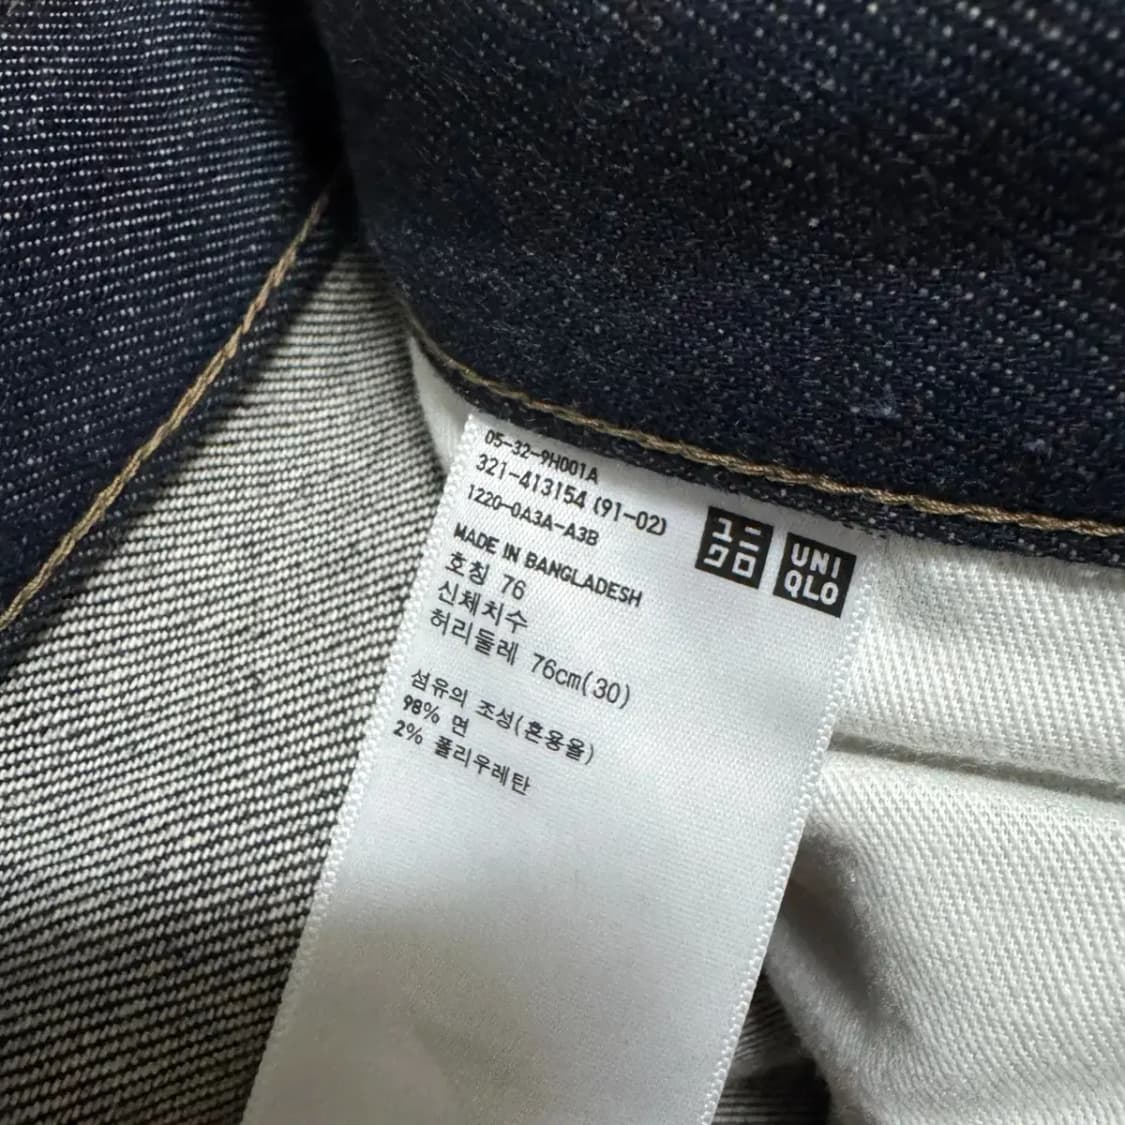 05-32-9H001A
321-413154 (91-02)
1220-0A3A-A3B
MADE IN BANGLADESH
호칭 76
신체치수
허리둘레 76cm(30)
섬유의 조성(혼용율)
98% 면
2% 폴리우레탄
ユニ
クロ
UNI
QLO